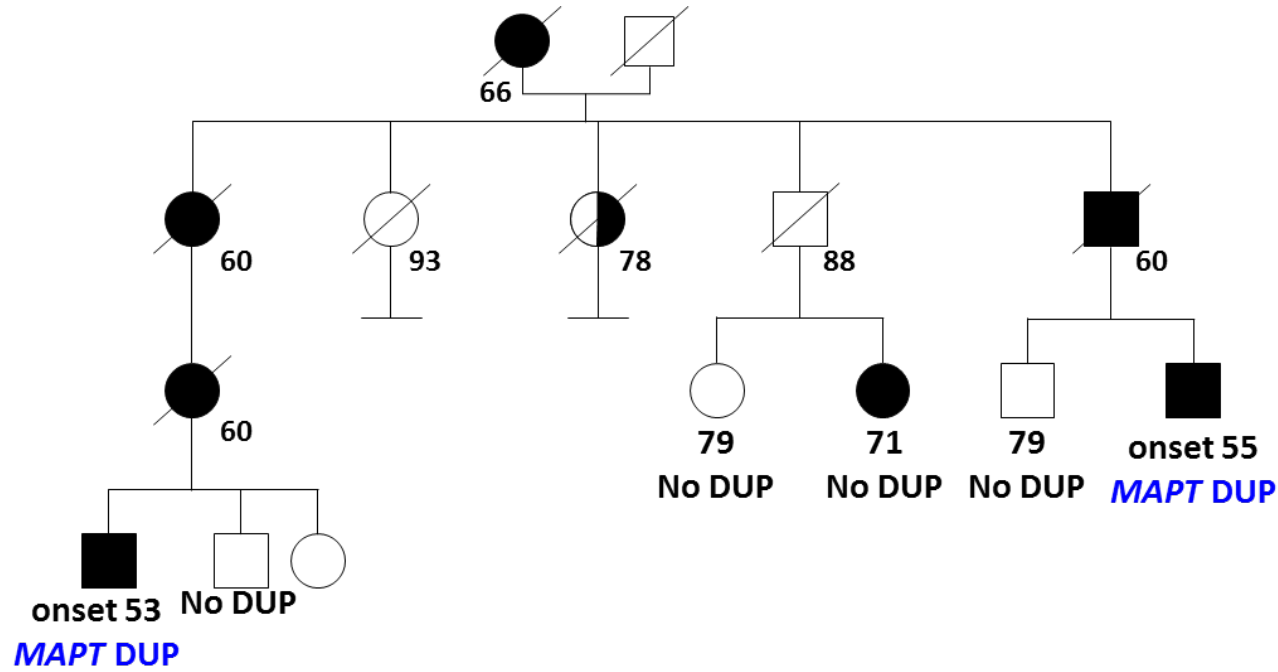 66
60
93
78
88
60
60
79
No DUP
71
No DUP
79
No DUP
onset 55
MAPT DUP
onset 53
MAPT DUP
No DUP